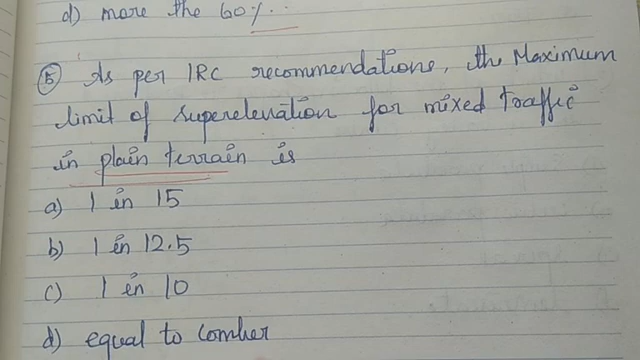 d) more the 60%.
⑤ As per IRC recommendations, the Maximum
limit of superelevation for mixed traffic
in plain terrain is
a) 1 in 15
b) 1 in 12.5
c) 1 in 10
d) equal to comber